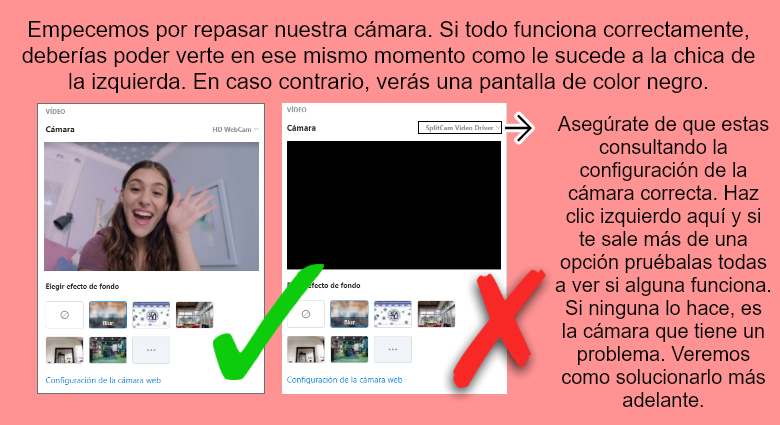 Empecemos por repasar nuestra cámara. Si todo funciona correctamente,
deberías poder verte en ese mismo momento como le sucede a la chica de
la izquierda. En caso contrario, verás una pantalla de color negro.
VÍDEO
Cámara
HD WebCam
Elegir efecto de fondo
Blur
Configuración de la cámara web
VÍDEO
Cámara
SplitCam Video Driver
efecto de fondo
Blur
Configuración de la cámara web
Asegúrate de que estas
consultando la
configuración de la
cámara correcta. Haz
clic izquierdo aquí y si
te sale más de una
opción pruébalas todas
a ver si alguna funciona.
Si ninguna lo hace, es
la cámara que tiene un
problema. Veremos
como solucionarlo más
adelante.